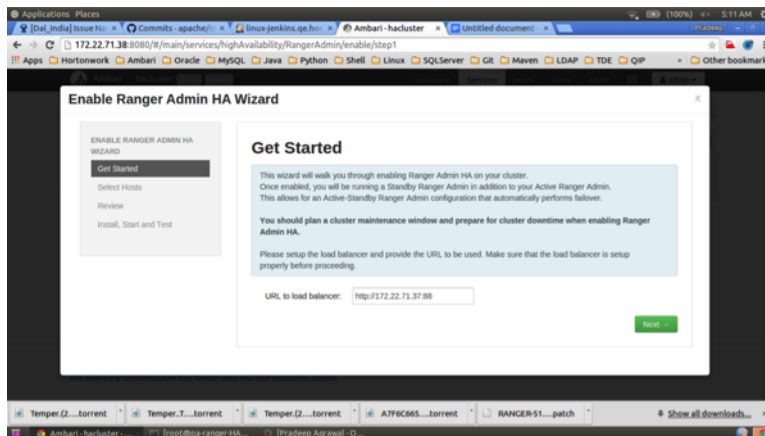 Applications Places
(100%)
5:11 AM
[Dal_India] Issue Na
Commits - apache/
linux-jenkins.qe.hor
Ambari - hacluster
Untitled document -
Pradeep
172.22.71.38:8080/#/main/services/highAvailability/RangerAdmin/enable/step1
Apps Hortonwork Ambari Oracle MySQL Java Python Shell Linux SQLServer Git Maven LDAP TDE QIP » Other bookmark
Ambari
Services
admin
Enable Ranger Admin HA Wizard
X
ENABLE RANGER ADMIN HA
WIZARD
Get Started
Select Hosts
Review
Install, Start and Test
Get Started
This wizard will walk you through enabling Ranger Admin HA on your cluster.
Once enabled, you will be running a Standby Ranger Admin in addition to your Active Ranger Admin.
This allows for an Active-Standby Ranger Admin configuration that automatically performs failover.
You should plan a cluster maintenance window and prepare for cluster downtime when enabling Ranger
Admin HA.
Please setup the load balancer and provide the URL to be used. Make sure that the load balancer is setup
properly before proceeding.
URL to load balancer:
http://172.22.71.37:88
Next →
Temper.(2....torrent
Temper..T....torrent
Temper.(2....torrent
A7F6C665....torrent
RANGER-51....patch
Show all downloads...
Ambari - hacluster - ...
[root@pa-ranger-HA...
[Pradeep Agrawal - O...